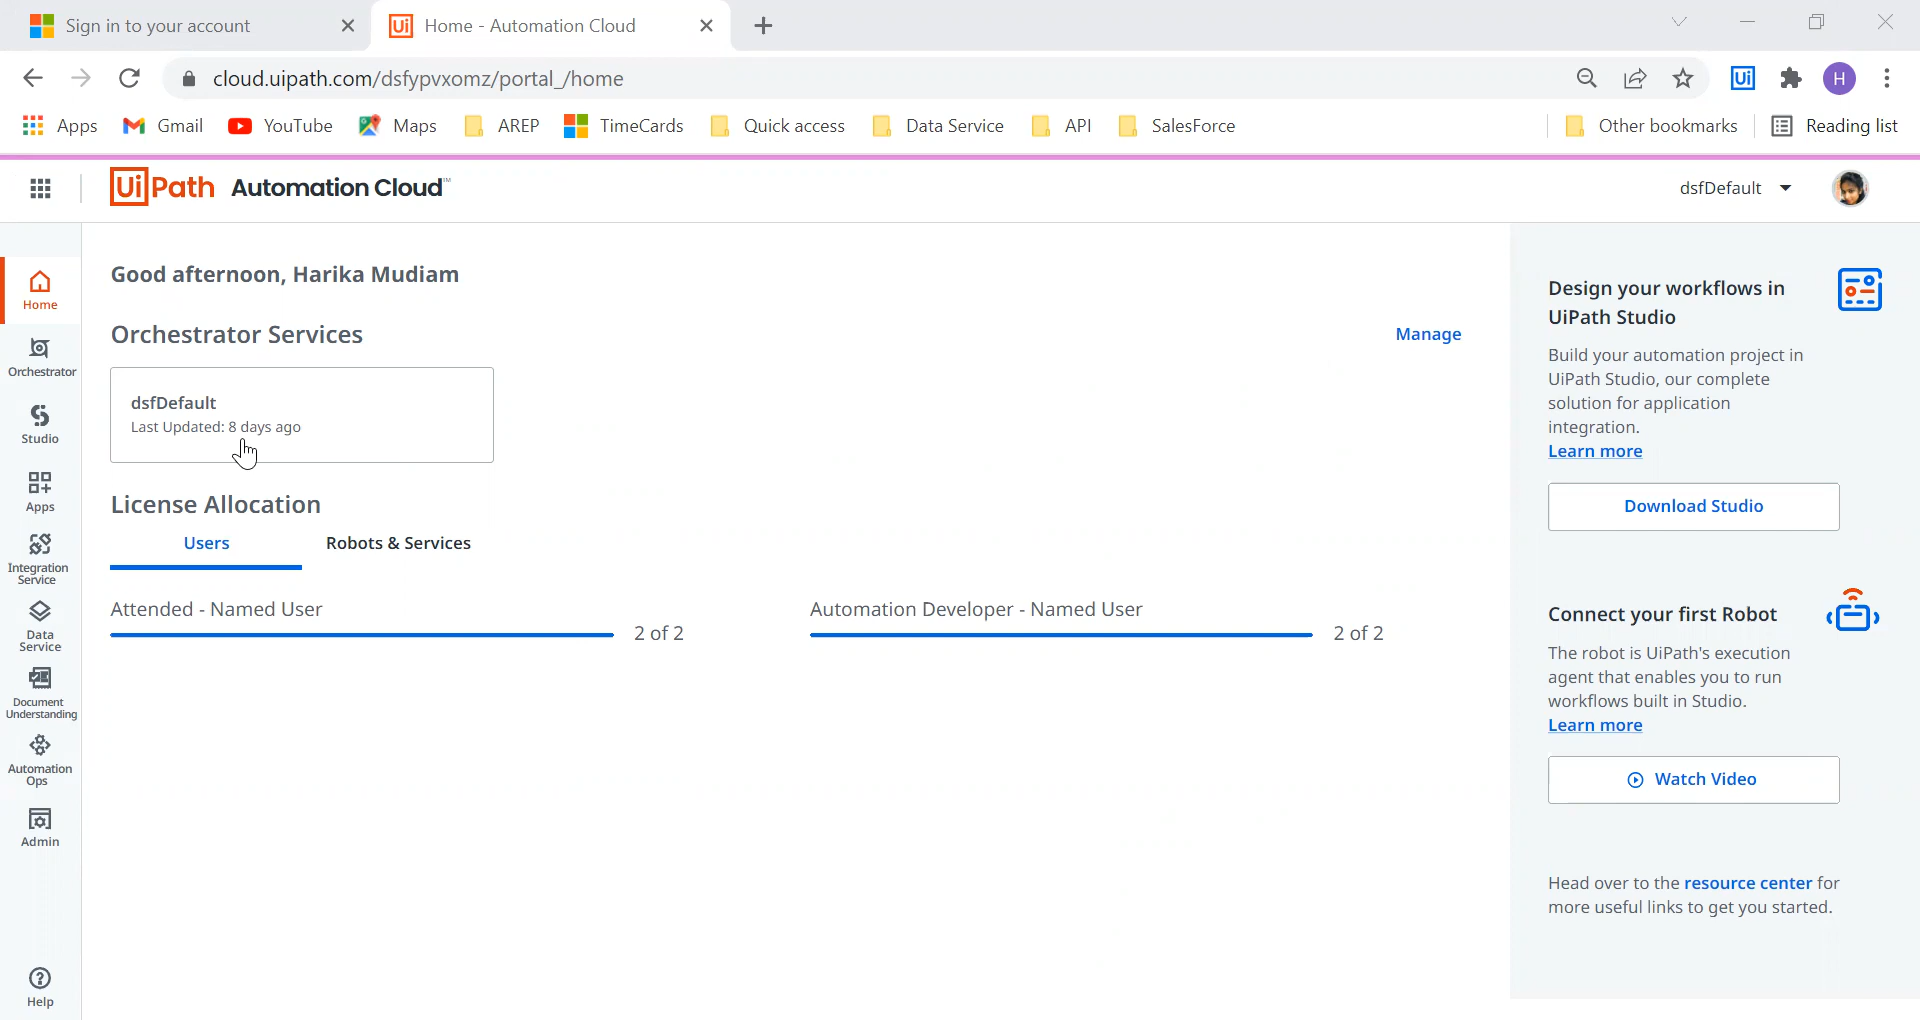 Sign in to your account
Home - Automation Cloud
cloud.uipath.com/dsfypvxomz/portal_/home
Ui
H
Apps
Gmail
YouTube
Maps
AREP
TimeCards
Quick access
Data Service
API
SalesForce
Other bookmarks
Reading list
UiPath Automation Cloud™
dsfDefault
Home
Orchestrator
Studio
Apps
Integration
Service
Data
Service
Document
Understanding
Automation
Ops
Admin
Help
Good afternoon, Harika Mudiam
Orchestrator Services
Manage
dsfDefault
Last Updated: 8 days ago
License Allocation
Users
Robots & Services
Attended - Named User
2 of 2
Automation Developer - Named User
2 of 2
Design your workflows in
UiPath Studio
Build your automation project in
UiPath Studio, our complete
solution for application
integration.
Learn more
Download Studio
Connect your first Robot
The robot is UiPath's execution
agent that enables you to run
workflows built in Studio.
Learn more
Watch Video
Head over to the resource center for
more useful links to get you started.